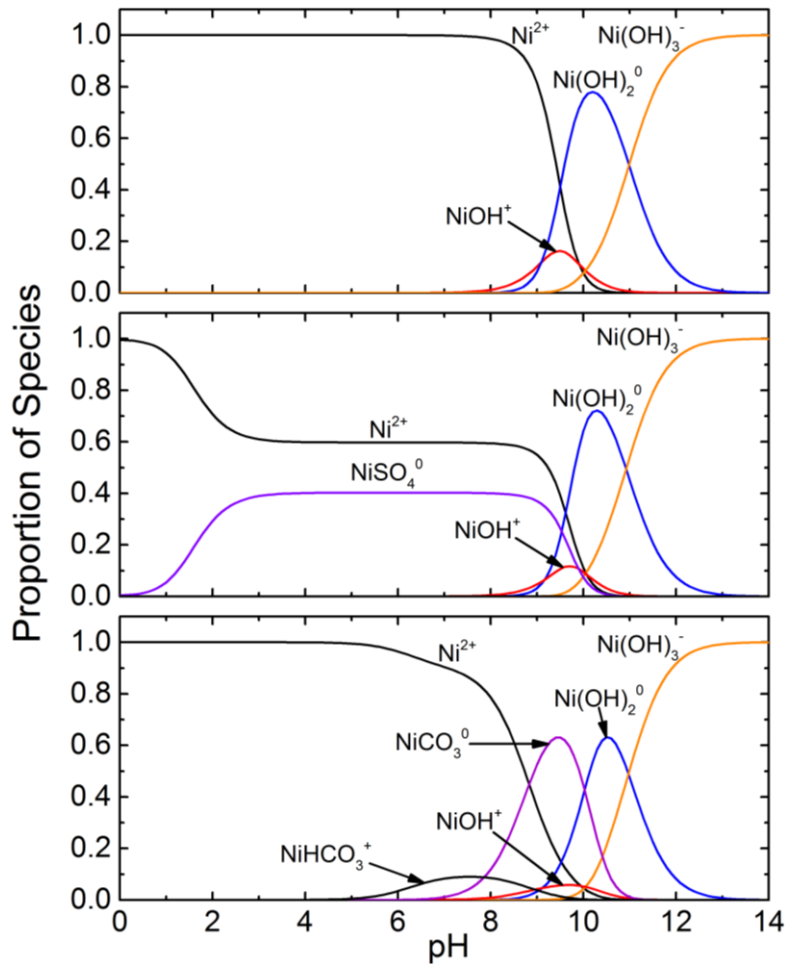 Proportion of Species
1.0
0.8
0.6
0.4
0.2
0.0
Ni²⁺
Ni(OH)₃⁻
Ni(OH)₂⁰
NiOH⁺
1.0
0.8
0.6
0.4
0.2
0.0
Ni(OH)₃⁻
Ni(OH)₂⁰
Ni²⁺
NiSO₄⁰
NiOH⁺
1.0
0.8
0.6
0.4
0.2
0.0
Ni²⁺
Ni(OH)₃⁻
Ni(OH)₂⁰
NiCO₃⁰
NiOH⁺
NiHCO₃⁺
0 2 4 6 8 10 12 14
pH